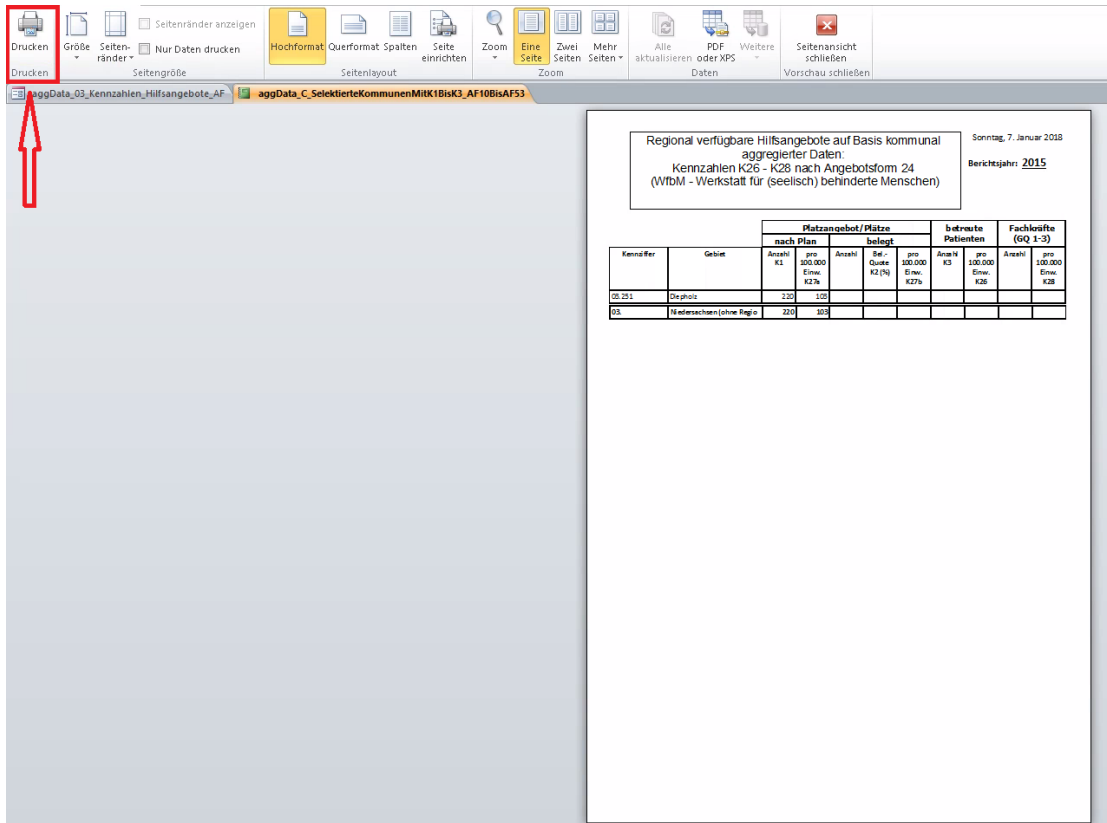 Drucken
Größe
Seiten-
ränder
Seitenränder anzeigen
Nur Daten drucken
Hochformat Querformat Spalten
Seite
einrichten
Zoom
Eine
Seite
Zwei
Seiten
Mehr
Seiten
Alle
aktualisieren
PDF
oder XPS
Weitere
Seitenansicht
schließen
Drucken
Seitengröße
Seitenlayout
Zoom
Daten
Vorschau schließen
aggData_03_Kennzahlen_Hilfsangebote_AF
aggData_C_SelektierteKommunenMitK1BisK3_AF10BisAF53
Regional verfügbare Hilfsangebote auf Basis kommunal
aggregierter Daten:
Kennzahlen K26 - K28 nach Angebotsform 24
(WfbM - Werkstatt für (seelisch) behinderte Menschen)
Sonntag, 7. Januar 2018
Berichtsjahr: 2015
Platzangebot/Plätze
betreute
Patienten
Fachkräfte
(GQ 1-3)
nach Plan
belegt
Kennziffer
Gebiet
Anzahl
K1
pro
100.000
Einw.
K27a
Anzahl
Bel.-
Quote
K2 (%)
pro
100.000
Einw.
K27b
Anzahl
K3
pro
100.000
Einw.
K26
Anzahl
pro
100.000
Einw.
K28
03.251 Diepholz 220 103
03. Niedersachsen (ohne Regio 220 103